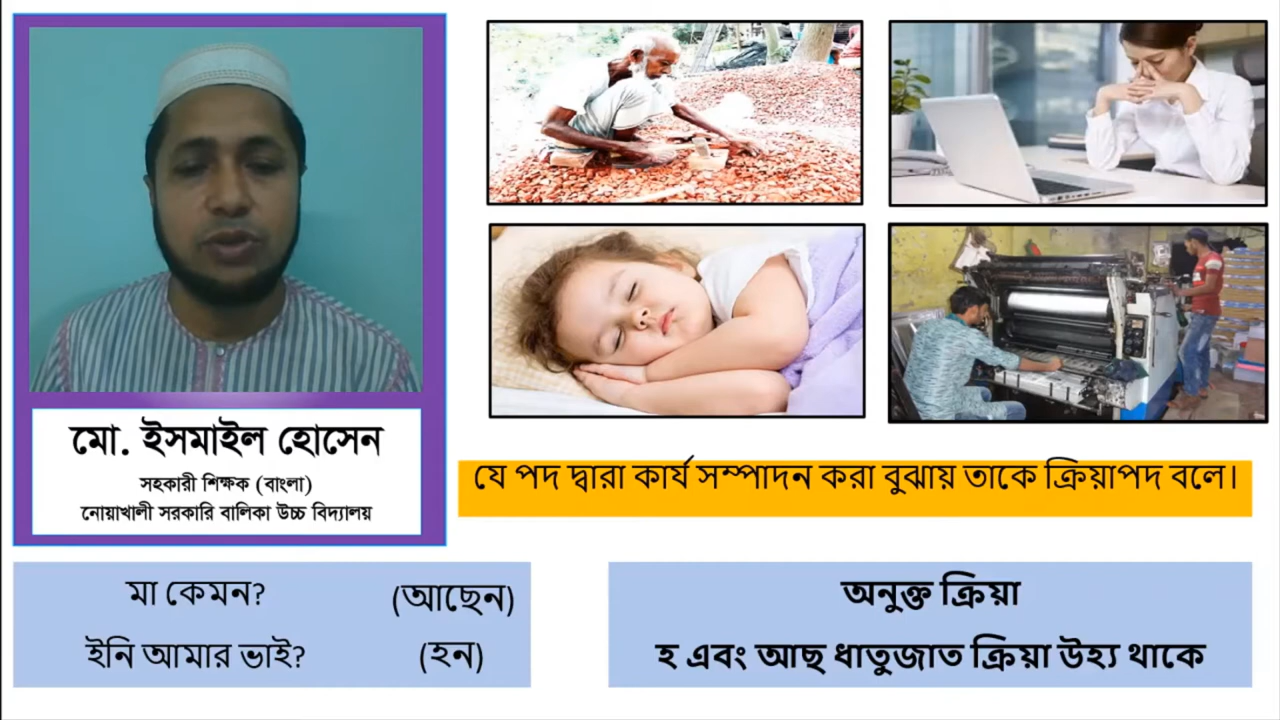 মো. ইসমাইল হোসেন
সহকারী শিক্ষক (বাংলা)
নোয়াখালী সরকারি বালিকা উচ্চ বিদ্যালয়
যে পদ দ্বারা কার্য সম্পাদন করা বুঝায় তাকে ক্রিয়াপদ বলে।
মা কেমন? (আছেন)
ইনি আমার ভাই? (হন)
অনুক্ত ক্রিয়া
হ এবং আছ ধাতুজাত ক্রিয়া উহ্য থাকে